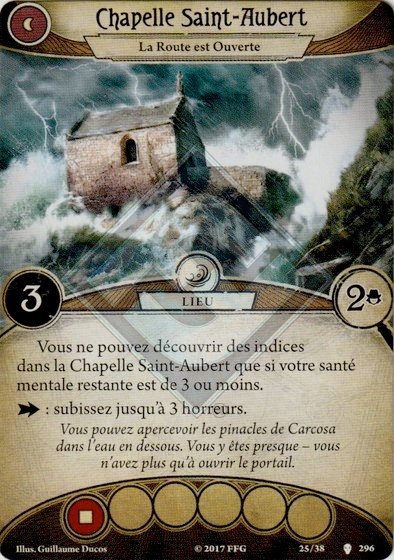 Chapelle Saint-Aubert
La Route est Ouverte
3
LIEU
2
Vous ne pouvez découvrir des indices
dans la Chapelle Saint-Aubert que si votre santé
mentale restante est de 3 ou moins.
: subissez jusqu'à 3 horreurs.
Vous pouvez apercevoir les pinacles de Carcosa
dans l'eau en dessous. Vous y êtes presque – vous
n'avez plus qu'à ouvrir le portail.
Illus. Guillaume Ducos
© 2017 FFG
25/38
296